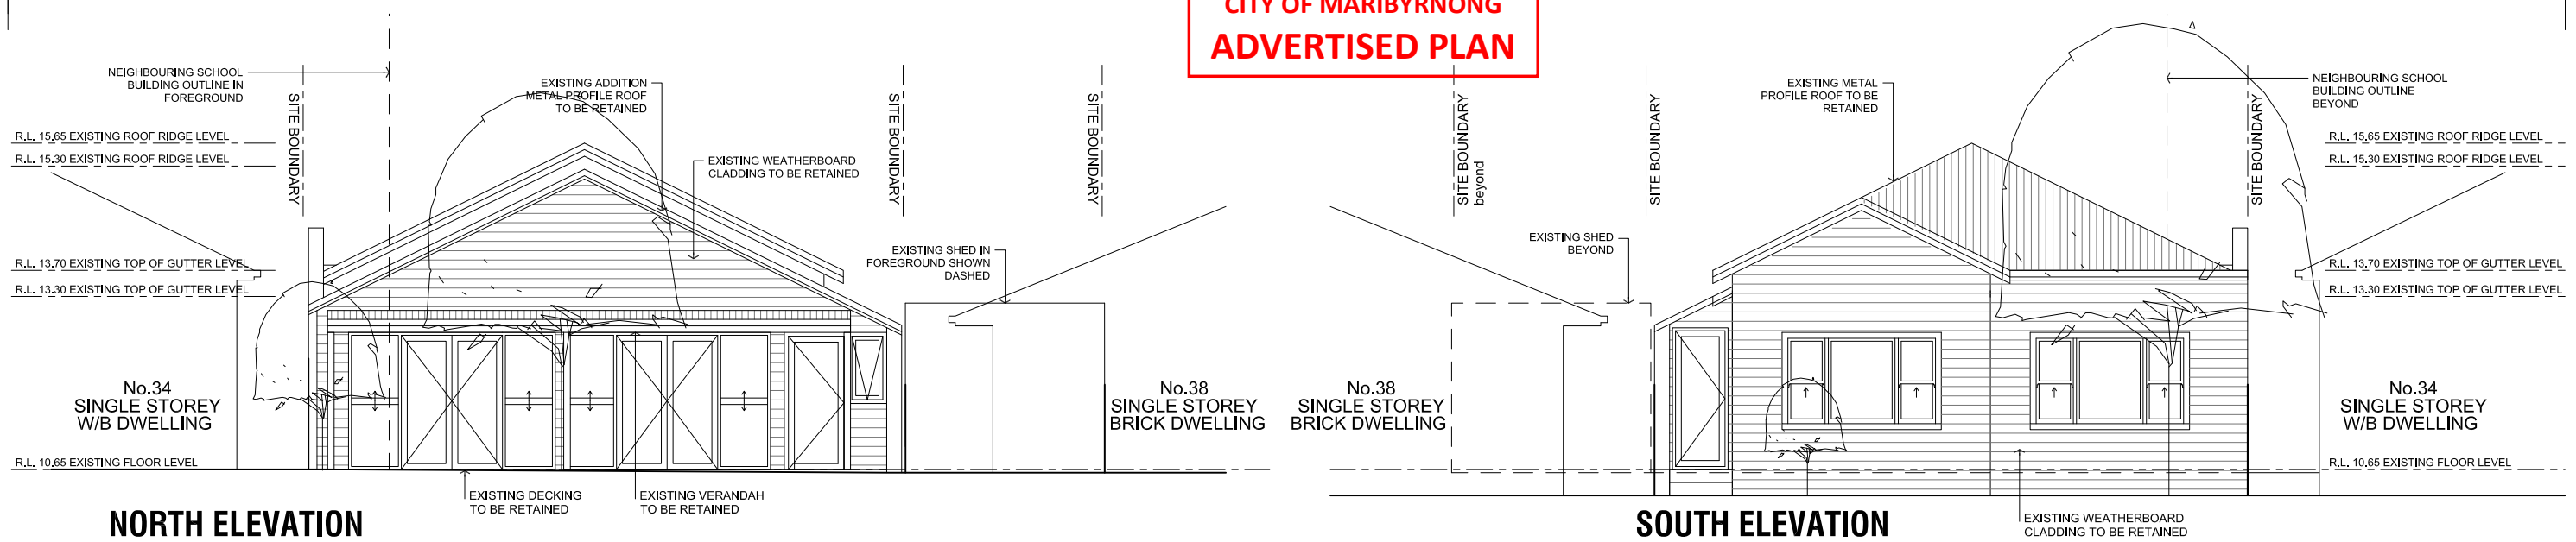 CITY OF MARIBYRNONG
ADVERTISED PLAN
NEIGHBOURING SCHOOL
BUILDING OUTLINE IN
FOREGROUND
SITE BOUNDARY
EXISTING ADDITION
METAL PROFILE ROOF
TO BE RETAINED
R.L. 15.65 EXISTING ROOF RIDGE LEVEL
R.L. 15.30 EXISTING ROOF RIDGE LEVEL
EXISTING WEATHERBOARD
CLADDING TO BE RETAINED
SITE BOUNDARY
SITE BOUNDARY
EXISTING SHED IN
FOREGROUND SHOWN
DASHED
R.L. 13.70 EXISTING TOP OF GUTTER LEVEL
R.L. 13.30 EXISTING TOP OF GUTTER LEVEL
No.34
SINGLE STOREY
W/B DWELLING
No.38
SINGLE STOREY
BRICK DWELLING
R.L. 10.65 EXISTING FLOOR LEVEL
EXISTING DECKING
TO BE RETAINED
EXISTING VERANDAH
TO BE RETAINED
NORTH ELEVATION
SITE BOUNDARY
beyond
SITE BOUNDARY
EXISTING METAL
PROFILE ROOF TO BE
RETAINED
SITE BOUNDARY
NEIGHBOURING SCHOOL
BUILDING OUTLINE
BEYOND
R.L. 15.65 EXISTING ROOF RIDGE LEVEL
R.L. 15.30 EXISTING ROOF RIDGE LEVEL
EXISTING SHED
BEYOND
R.L. 13.70 EXISTING TOP OF GUTTER LEVEL
R.L. 13.30 EXISTING TOP OF GUTTER LEVEL
No.38
SINGLE STOREY
BRICK DWELLING
No.34
SINGLE STOREY
W/B DWELLING
R.L. 10.65 EXISTING FLOOR LEVEL
EXISTING WEATHERBOARD
CLADDING TO BE RETAINED
SOUTH ELEVATION